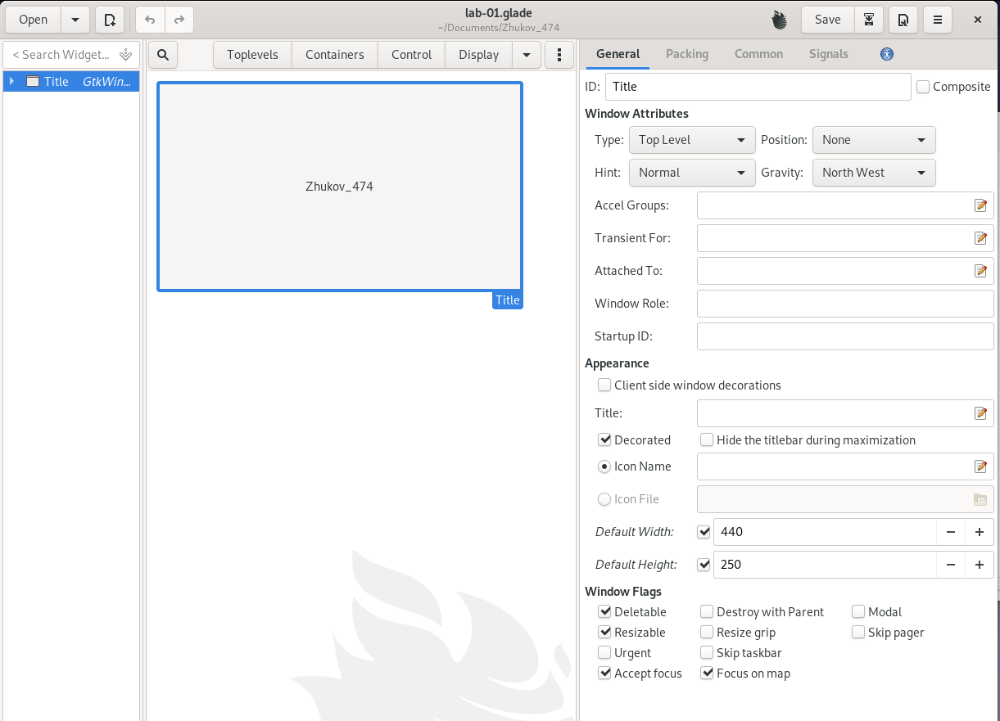 Open
lab-01.glade
~/Documents/Zhukov_474
Save
< Search Widget...
Title GtkWin...
Toplevels Containers Control Display
Zhukov_474
Title
General Packing Common Signals
ID: Title Composite
Window Attributes
Type: Top Level Position: None
Hint: Normal Gravity: North West
Accel Groups:
Transient For:
Attached To:
Window Role:
Startup ID:
Appearance
Client side window decorations
Title:
Decorated Hide the titlebar during maximization
Icon Name
Icon File
Default Width: 440
Default Height: 250
Window Flags
Deletable Destroy with Parent Modal
Resizable Resize grip Skip pager
Urgent Skip taskbar
Accept focus Focus on map